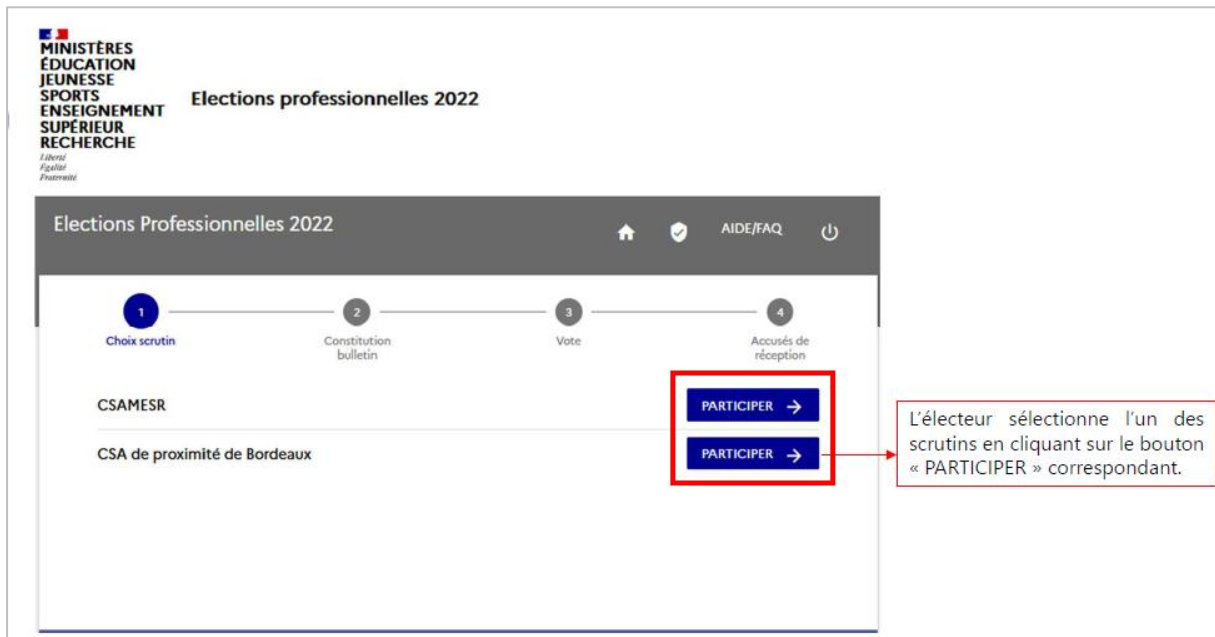 MINISTÈRES
ÉDUCATION
JEUNESSE
SPORTS
ENSEIGNEMENT
SUPÉRIEUR
RECHERCHE
Liberté
Égalité
Fraternité
Elections professionnelles 2022
Elections Professionnelles 2022
AIDE/FAQ
1
Choix scrutin
2
Constitution
bulletin
3
Vote
4
Accusés de
réception
CSAMESR
PARTICIPER →
CSA de proximité de Bordeaux
PARTICIPER →
L'électeur sélectionne l'un des
scrutins en cliquant sur le bouton
« PARTICIPER » correspondant.